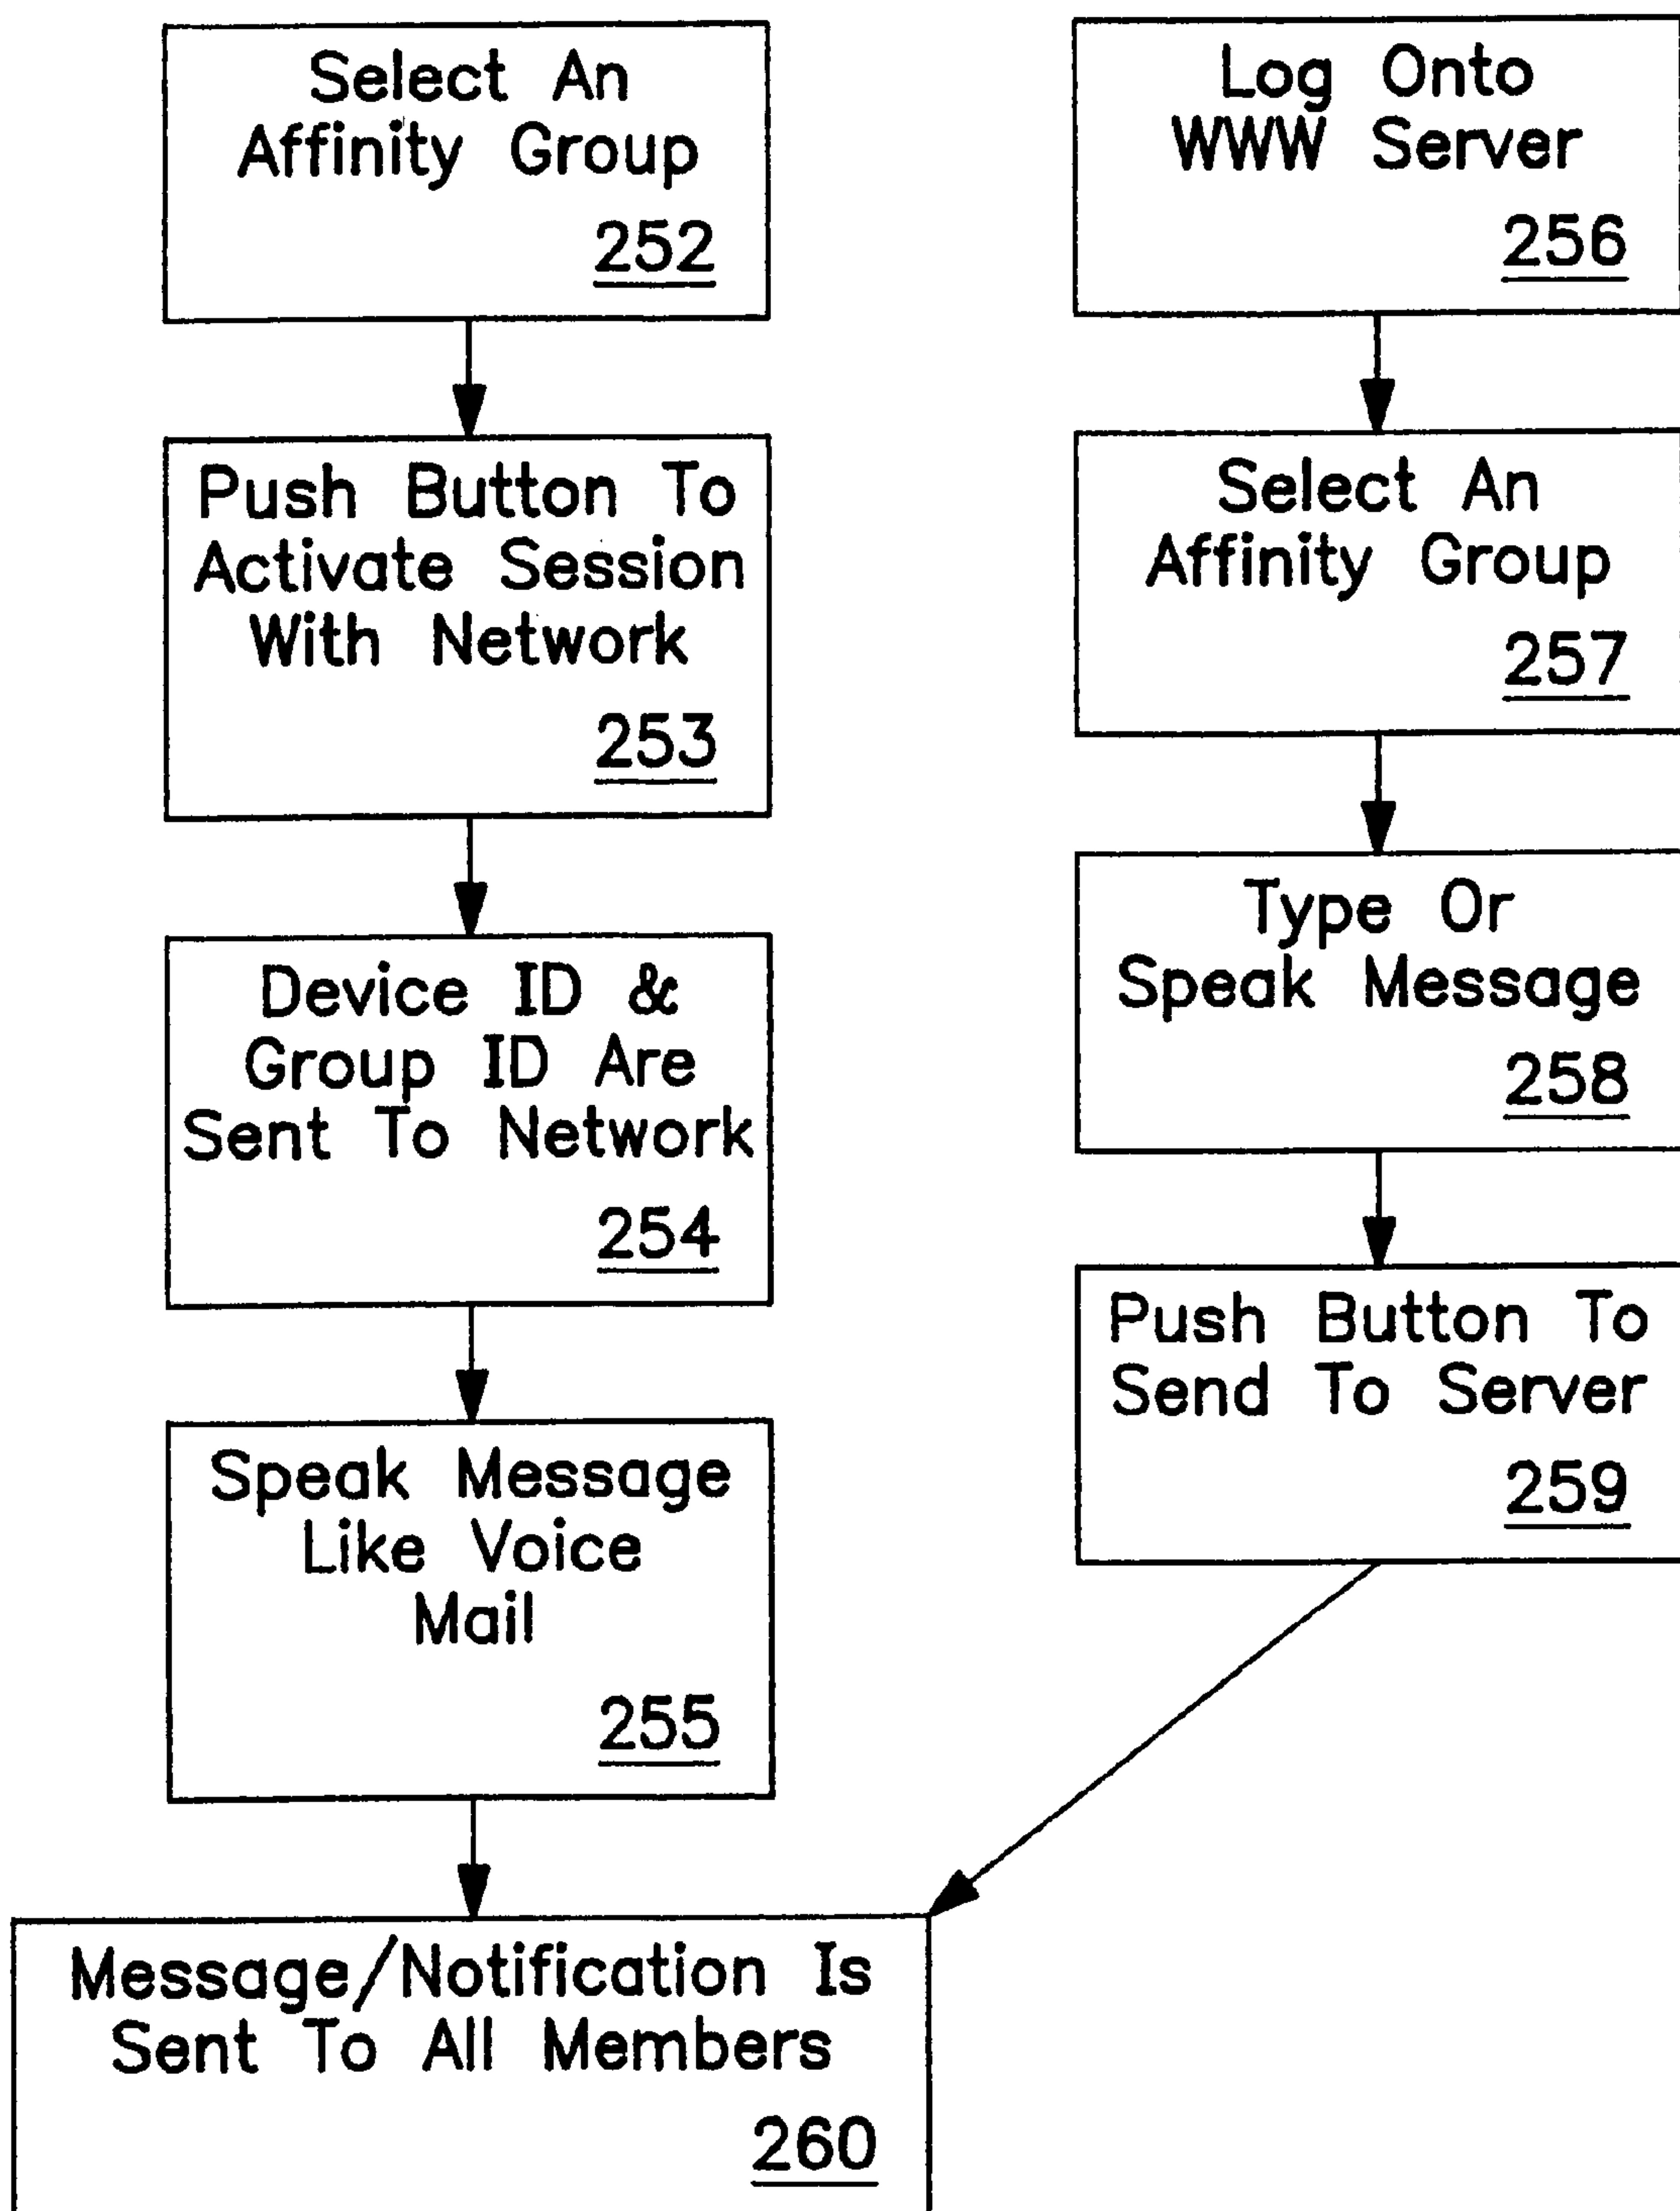 Select An
Affinity Group
252
Push Button To
Activate Session
With Network
253
Device ID &
Group ID Are
Sent To Network
254
Speak Message
Like Voice
Mail
255
Log Onto
WWW Server
256
Select An
Affinity Group
257
Type Or
Speak Message
258
Push Button To
Send To Server
259
Message/Notification Is
Sent To All Members
260